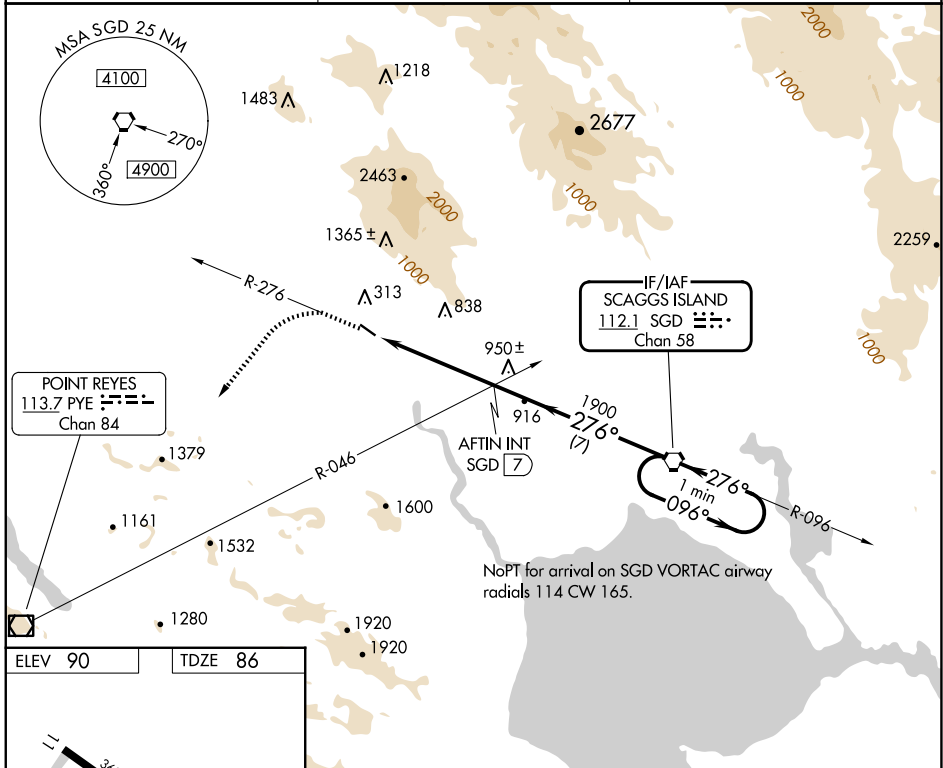 MSA SGD 25 NM
4100
270°
360°
4900
1218
1483
2677
2000
1000
2463
2000
1000
1365 ±
1000
2259
1000
R-276
313
838
IF/IAF
SCAGGS ISLAND
112.1 SGD
Chan 58
950 ±
POINT REYES
113.7 PYE
Chan 84
1900
276°
(7)
916
AFTIN INT
SGD 7
R-046
1379
276°
1 min
096°
R-096
1600
1161
1532
NoPT for arrival on SGD VORTAC airway
radials 114 CW 165.
1280
1920
1920
ELEV 90
TDZE 86